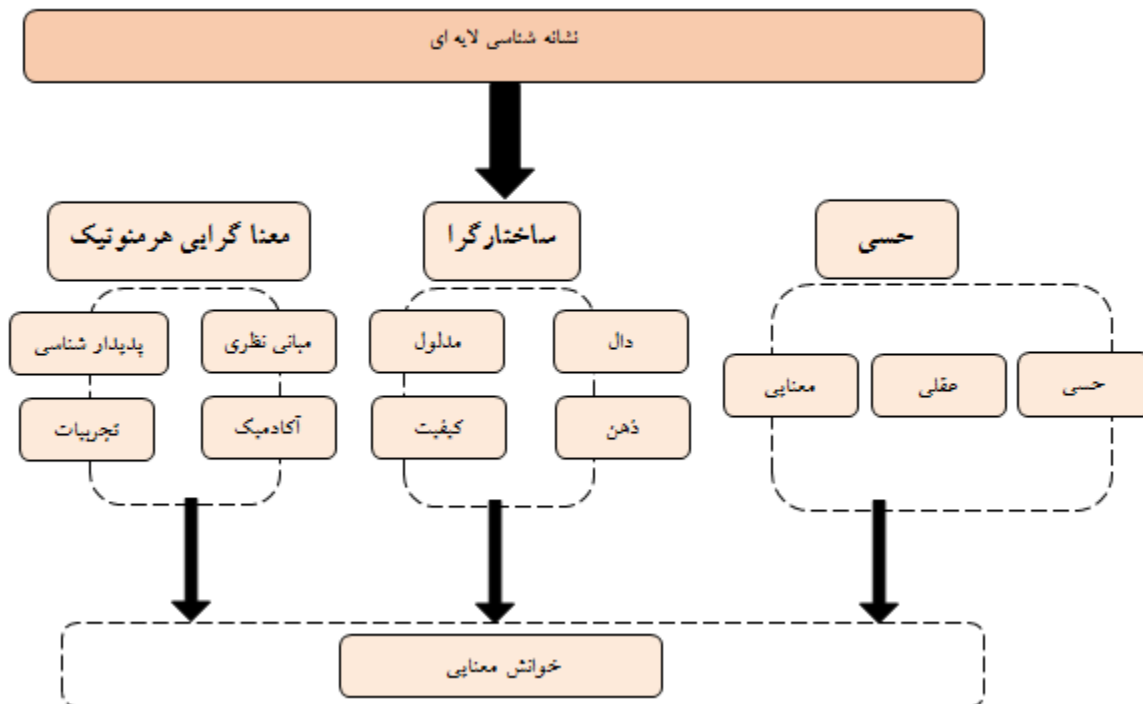 نشانه شناسی لایه ای
حسی
ساختارگرا
معنا گرایی هرمنوتیک
دال
مدلول
مبانی نظری
پدیدار شناسی
حسی
عقلی
معنایی
ذهن
کیفیت
آکادمیک
تجربیات
خوانش معنایی